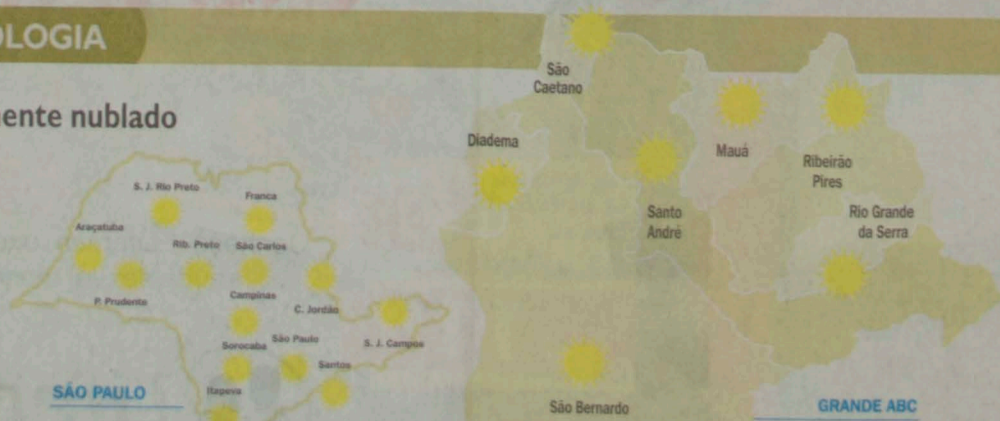 OLOGIA
mente nublado
S. J. Rio Preto
Franca
Araçatuba
Rib. Preto
São Carlos
P. Prudente
Campinas
C. Jordão
Sorocaba
São Paulo
S. J. Campos
Santos
Itapeva
SÃO PAULO
São
Caetano
Diadema
Mauá
Ribeirão
Pires
Santo
André
Rio Grande
da Serra
São Bernardo
GRANDE ABC